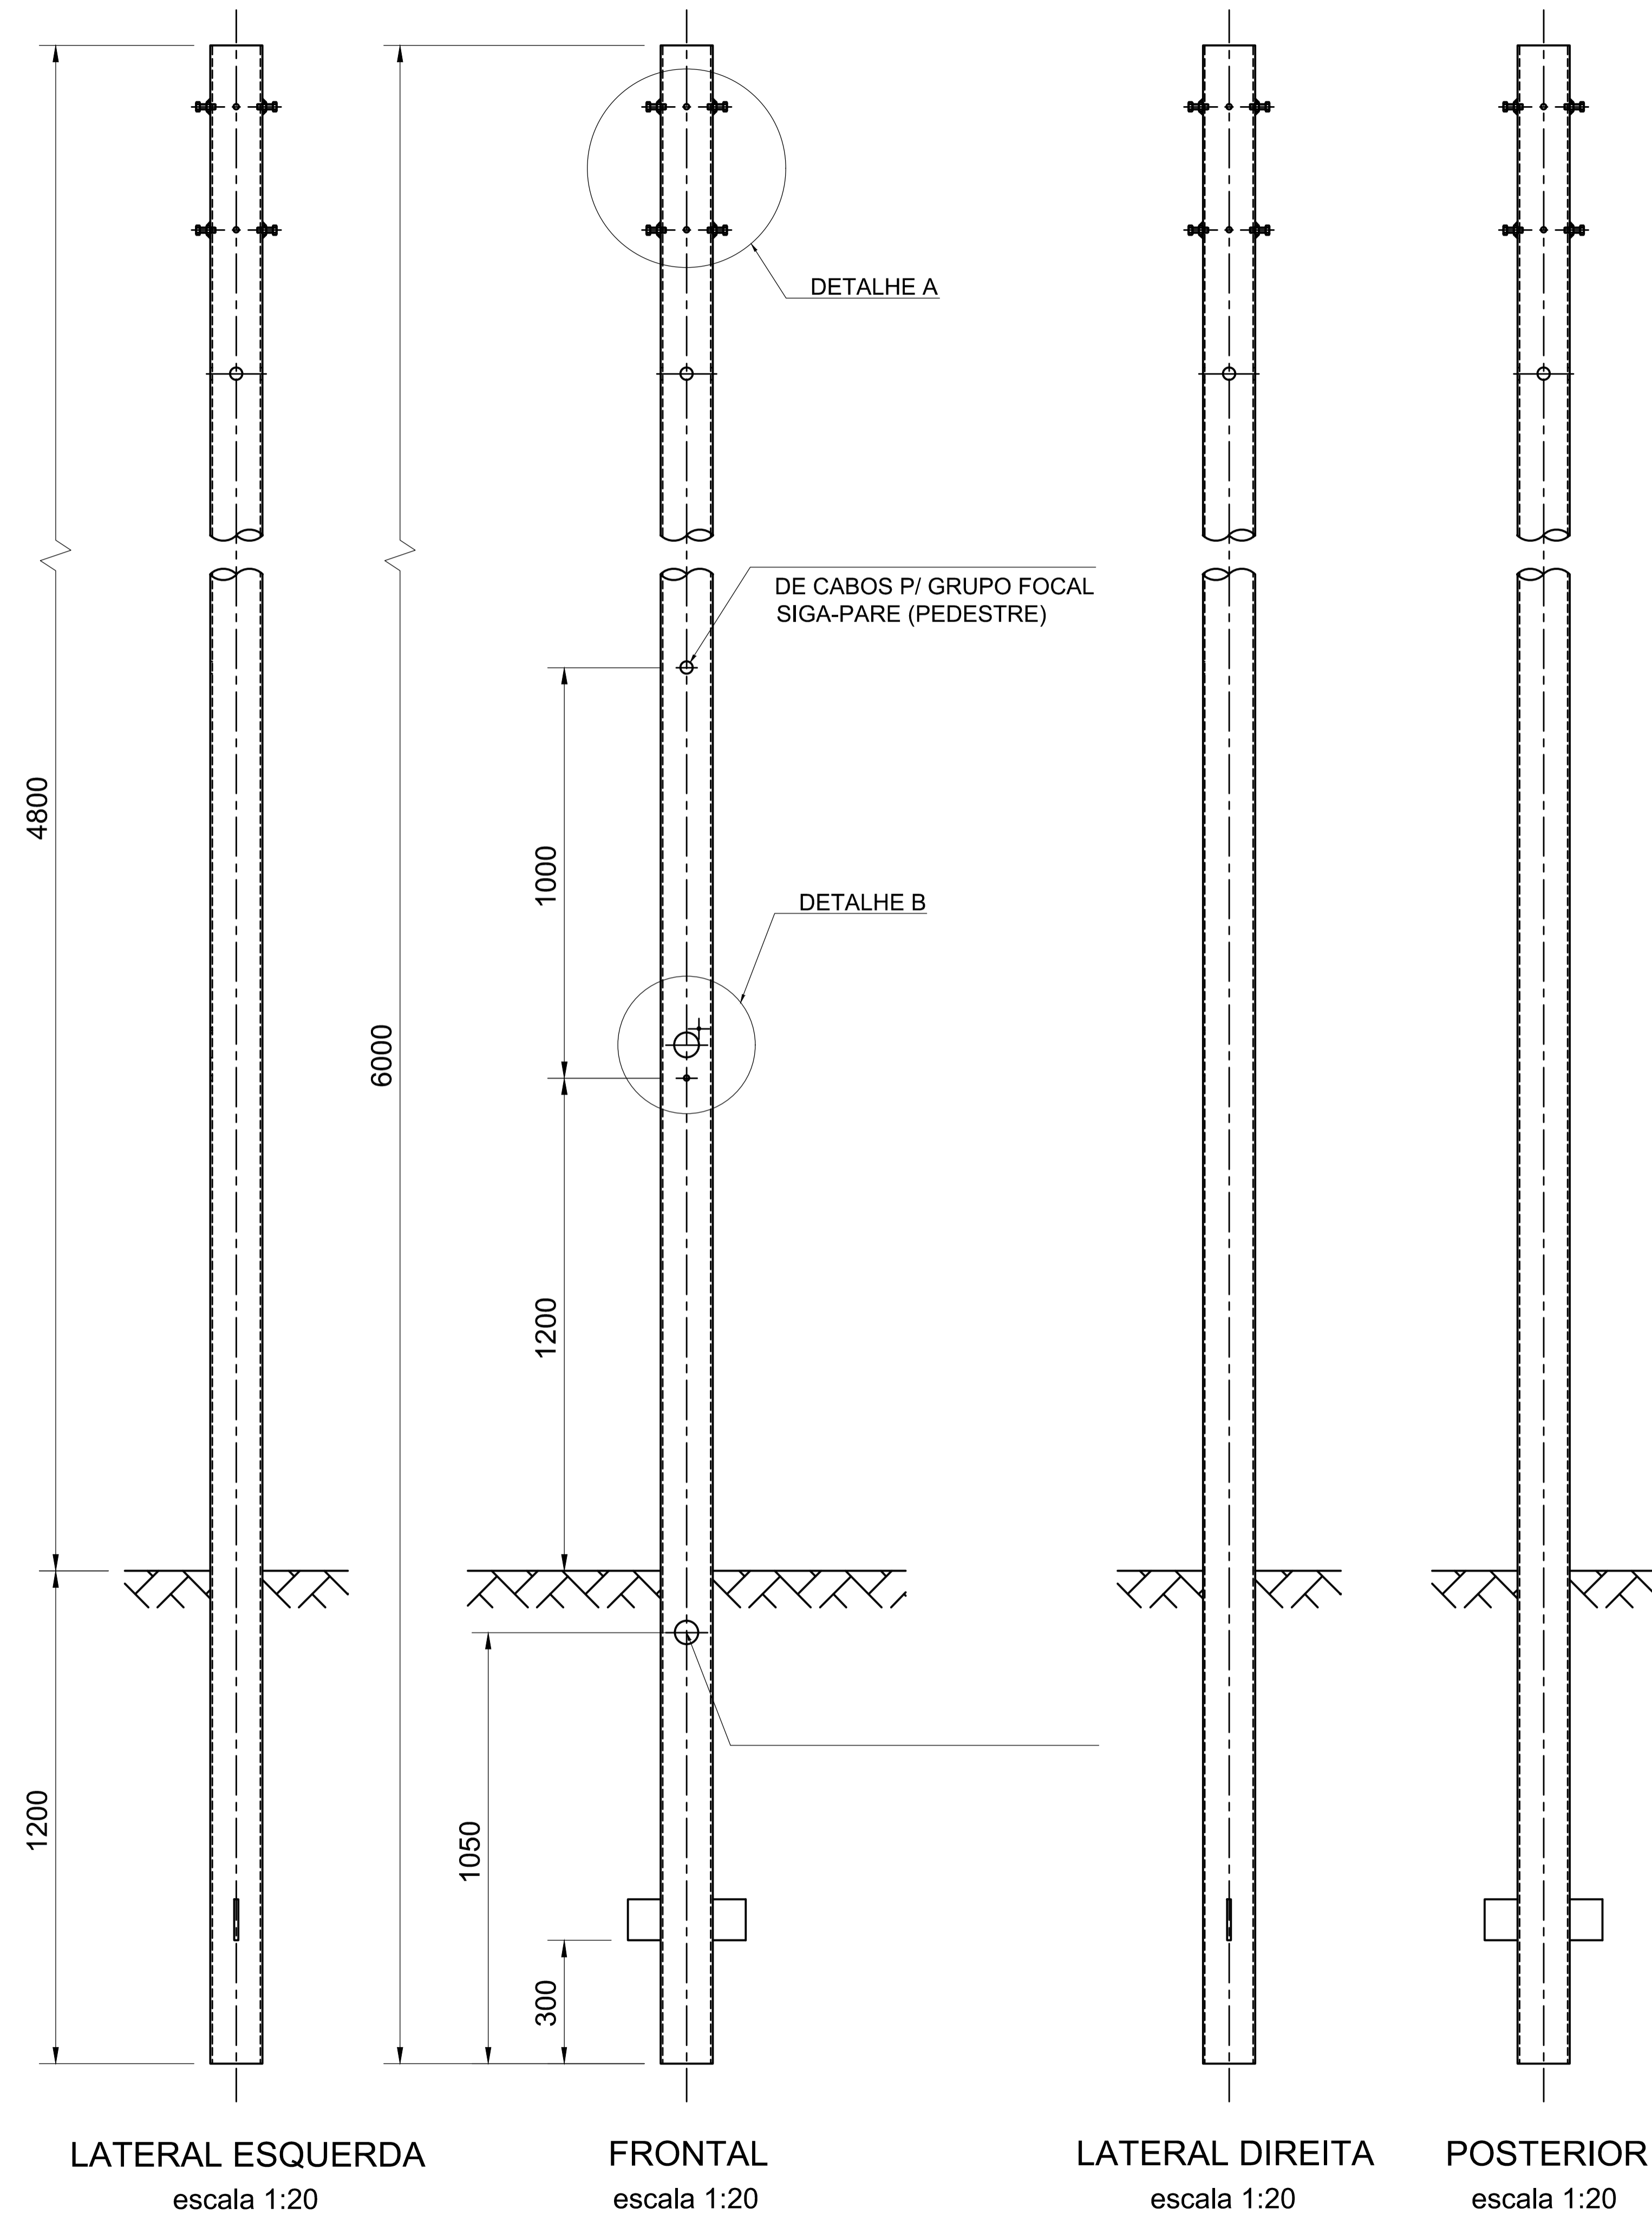 DETALHE A
DE CABOS P/ GRUPO FOCAL
SIGA-PARE (PEDESTRE)
4800
1000
DETALHE B
6000
1200
1200
1050
300
LATERAL ESQUERDA
escala 1:20
FRONTAL
escala 1:20
LATERAL DIREITA
escala 1:20
POSTERIOR
escala 1:20